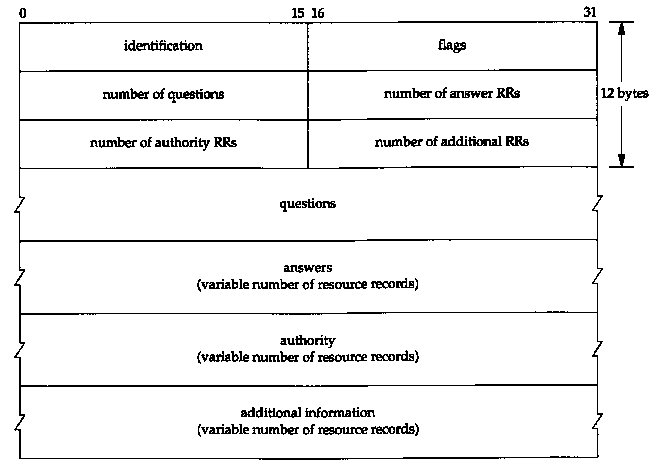 0 15 16 31
identification flags
number of questions number of answer RRs 12 bytes
number of authority RRs number of additional RRs
questions
answers
(variable number of resource records)
authority
(variable number of resource records)
additional information
(variable number of resource records)